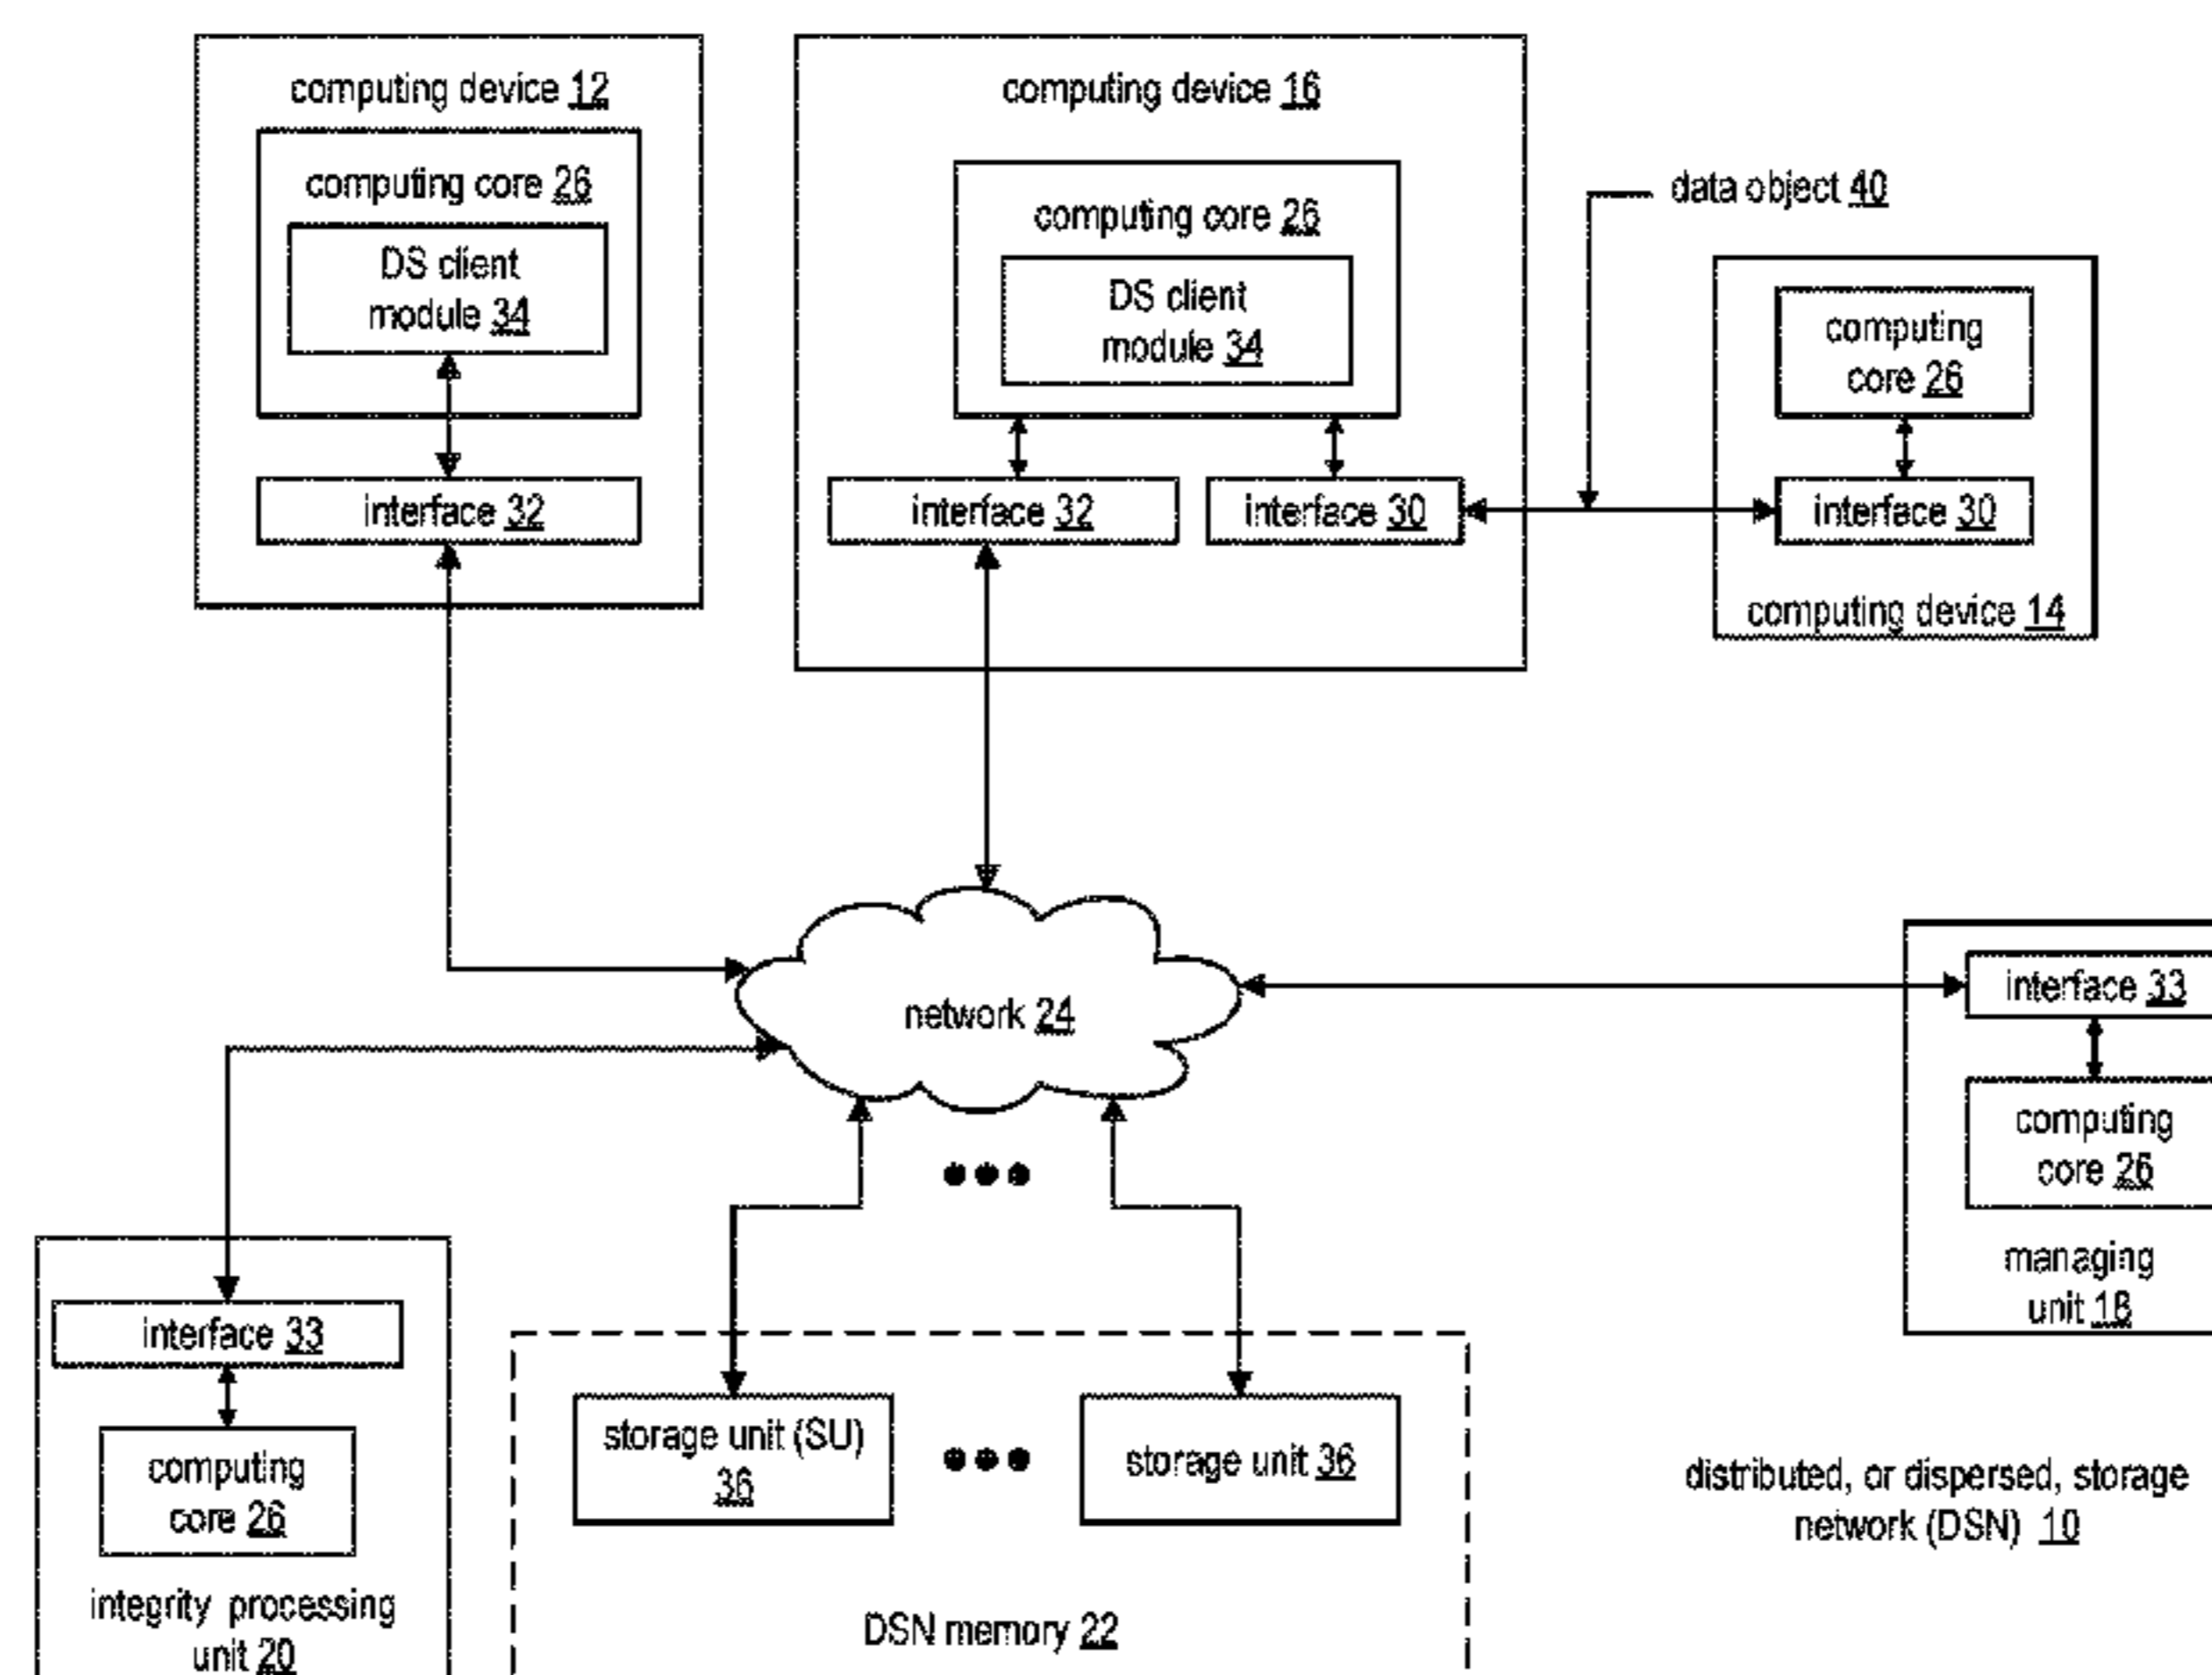 computing device 12
computing core 26
DS client
module 34
interface 32
computing device 16
computing core 26
DS client
module 34
interface 32
interface 30
data object 40
computing
core 26
interface 30
computing device 14
network 24
interface 33
computing
core 26
managing
unit 18
interface 33
computing
core 26
integrity processing
unit 20
storage unit (SU)
36
storage unit 36
DSN memory 22
distributed, or dispersed, storage
network (DSN) 10